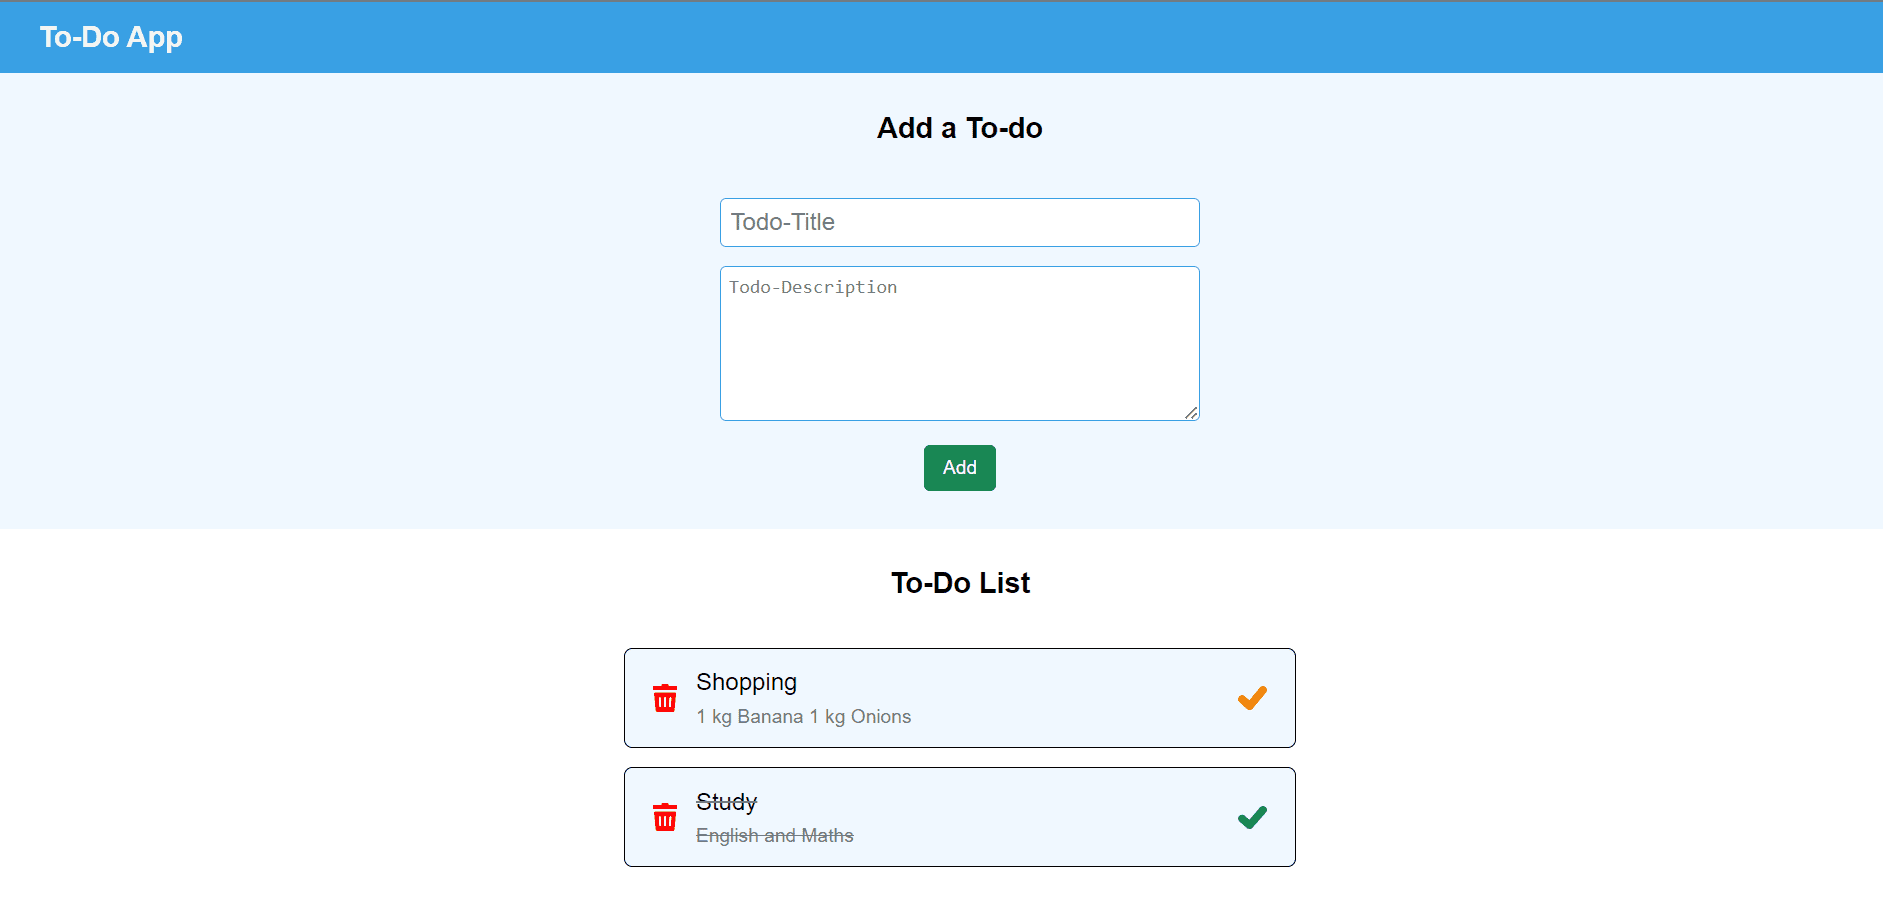 To-Do App
Add a To-do
Todo-Title
Todo-Description
Add
To-Do List
Shopping
1 kg Banana 1 kg Onions
Study
English and Maths